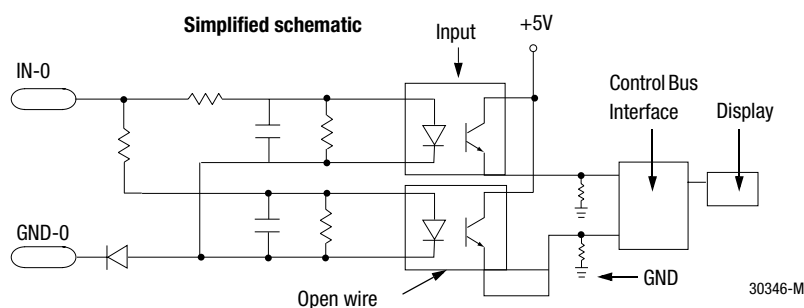 Simplified schematic
Input
+5V
IN-0
Control Bus
Interface
Display
GND-0
GND
Open wire
30346-M